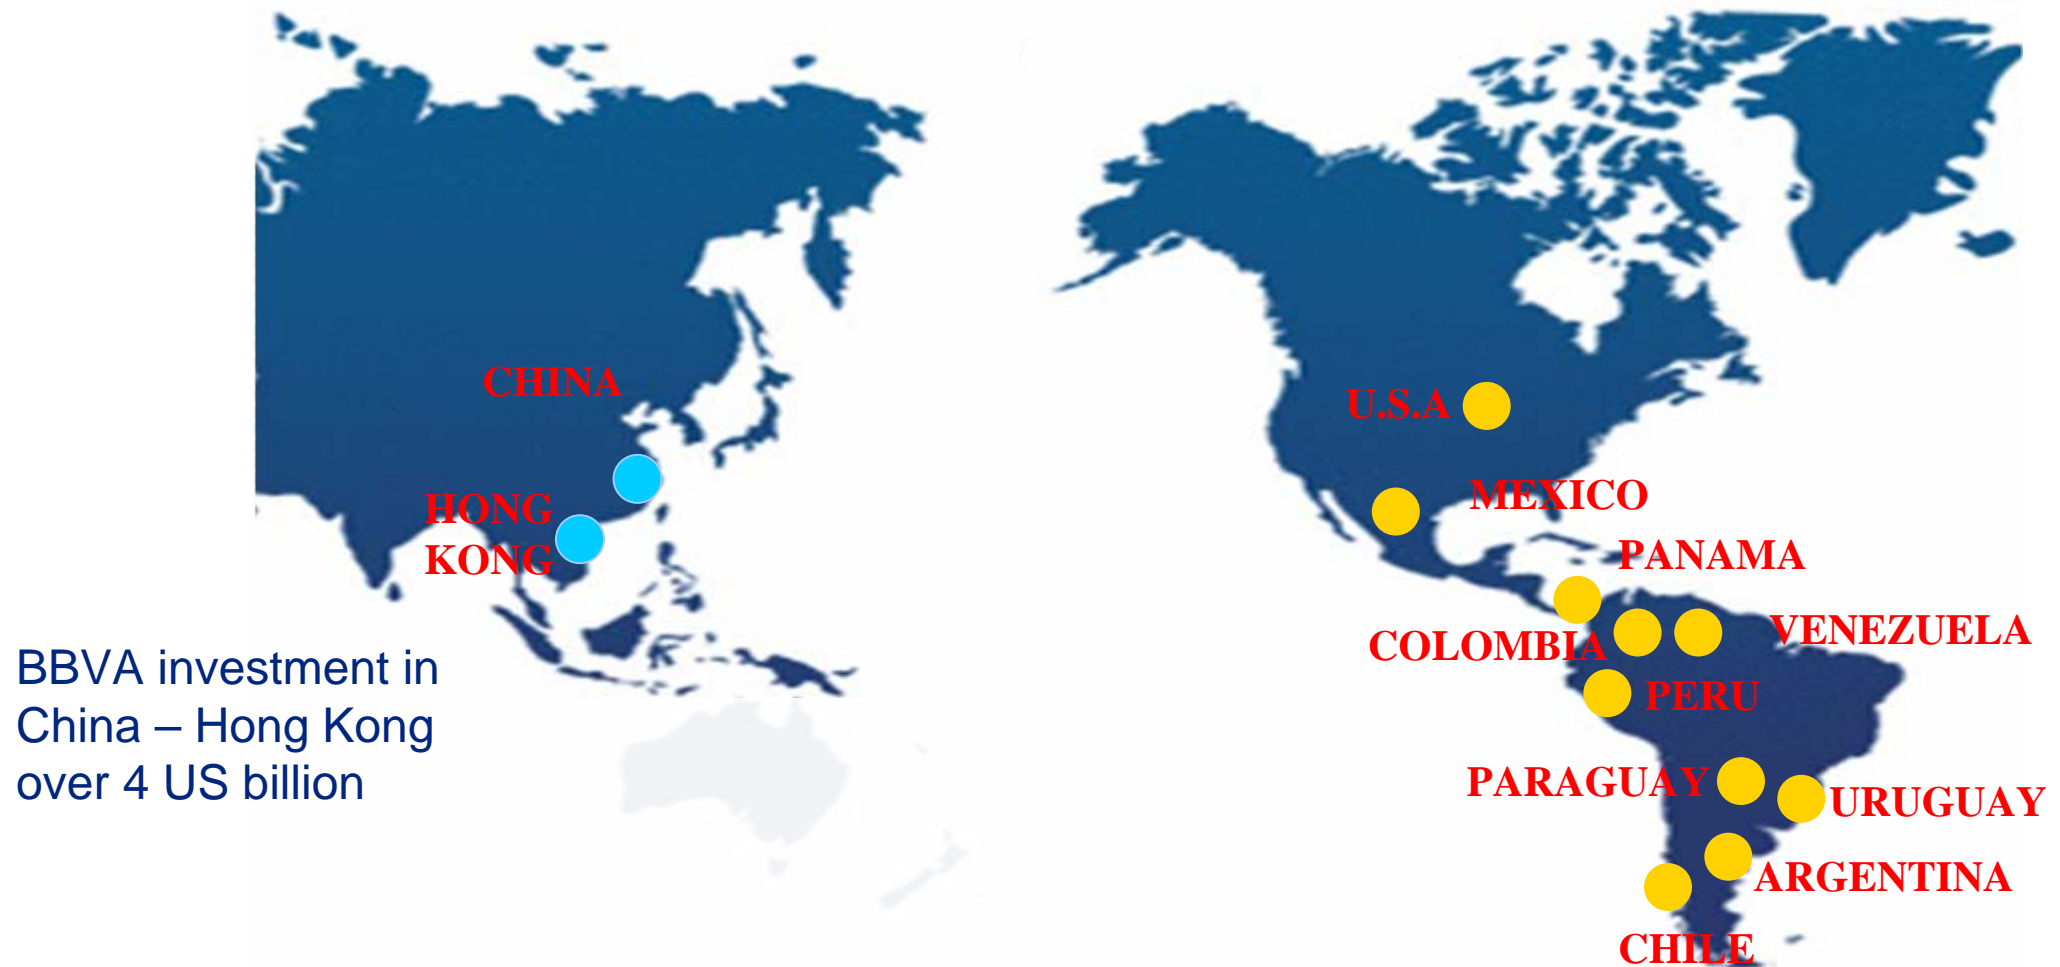 CHINA
HONG
KONG
BBVA investment in
China – Hong Kong
over 4 US billion
U.S.A
MEXICO
PANAMA
COLOMBIA
VENEZUELA
PERU
PARAGUAY
URUGUAY
ARGENTINA
CHILE